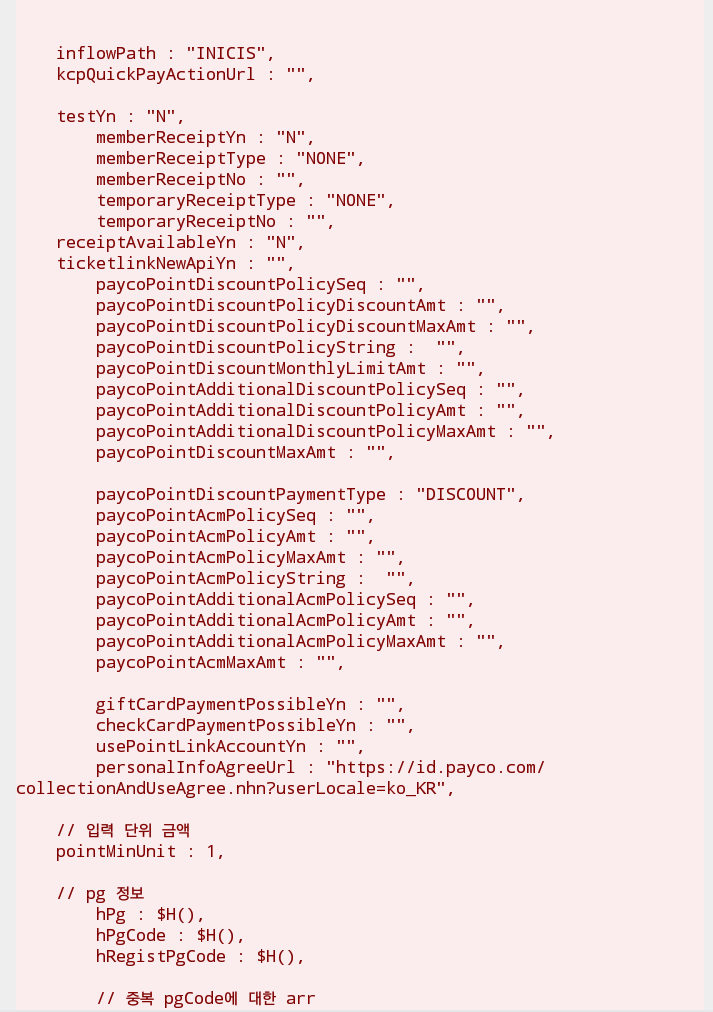 inflowPath : "INICIS",
kcpQuickPayActionUrl : "",
testYn : "N",
memberReceiptYn : "N",
memberReceiptType : "NONE",
memberReceiptNo : "",
temporaryReceiptType : "NONE",
temporaryReceiptNo : "",
receiptAvailableYn : "N",
ticketlinkNewApiYn : "",
paycoPointDiscountPolicySeq : "",
paycoPointDiscountPolicyDiscountAmt : "",
paycoPointDiscountPolicyDiscountMaxAmt : "",
paycoPointDiscountPolicyString :  "",
paycoPointDiscountMonthlyLimitAmt : "",
paycoPointAdditionalDiscountPolicySeq : "",
paycoPointAdditionalDiscountPolicyAmt : "",
paycoPointAdditionalDiscountPolicyMaxAmt : "",
paycoPointDiscountMaxAmt : "",
paycoPointDiscountPaymentType : "DISCOUNT",
paycoPointAcmPolicySeq : "",
paycoPointAcmPolicyAmt : "",
paycoPointAcmPolicyMaxAmt : "",
paycoPointAcmPolicyString :  "",
paycoPointAdditionalAcmPolicySeq : "",
paycoPointAdditionalAcmPolicyAmt : "",
paycoPointAdditionalAcmPolicyMaxAmt : "",
paycoPointAcmMaxAmt : "",
giftCardPaymentPossibleYn : "",
checkCardPaymentPossibleYn : "",
usePointLinkAccountYn : "",
personalInfoAgreeUrl : "https://id.payco.com/
collectionAndUseAgree.nhn?userLocale=ko_KR",
// 입력 단위 금액
pointMinUnit : 1,
// pg 정보
hPg : $H(),
hPgCode : $H(),
hRegistPgCode : $H(),
// 중복 pgCode에 대한 arr